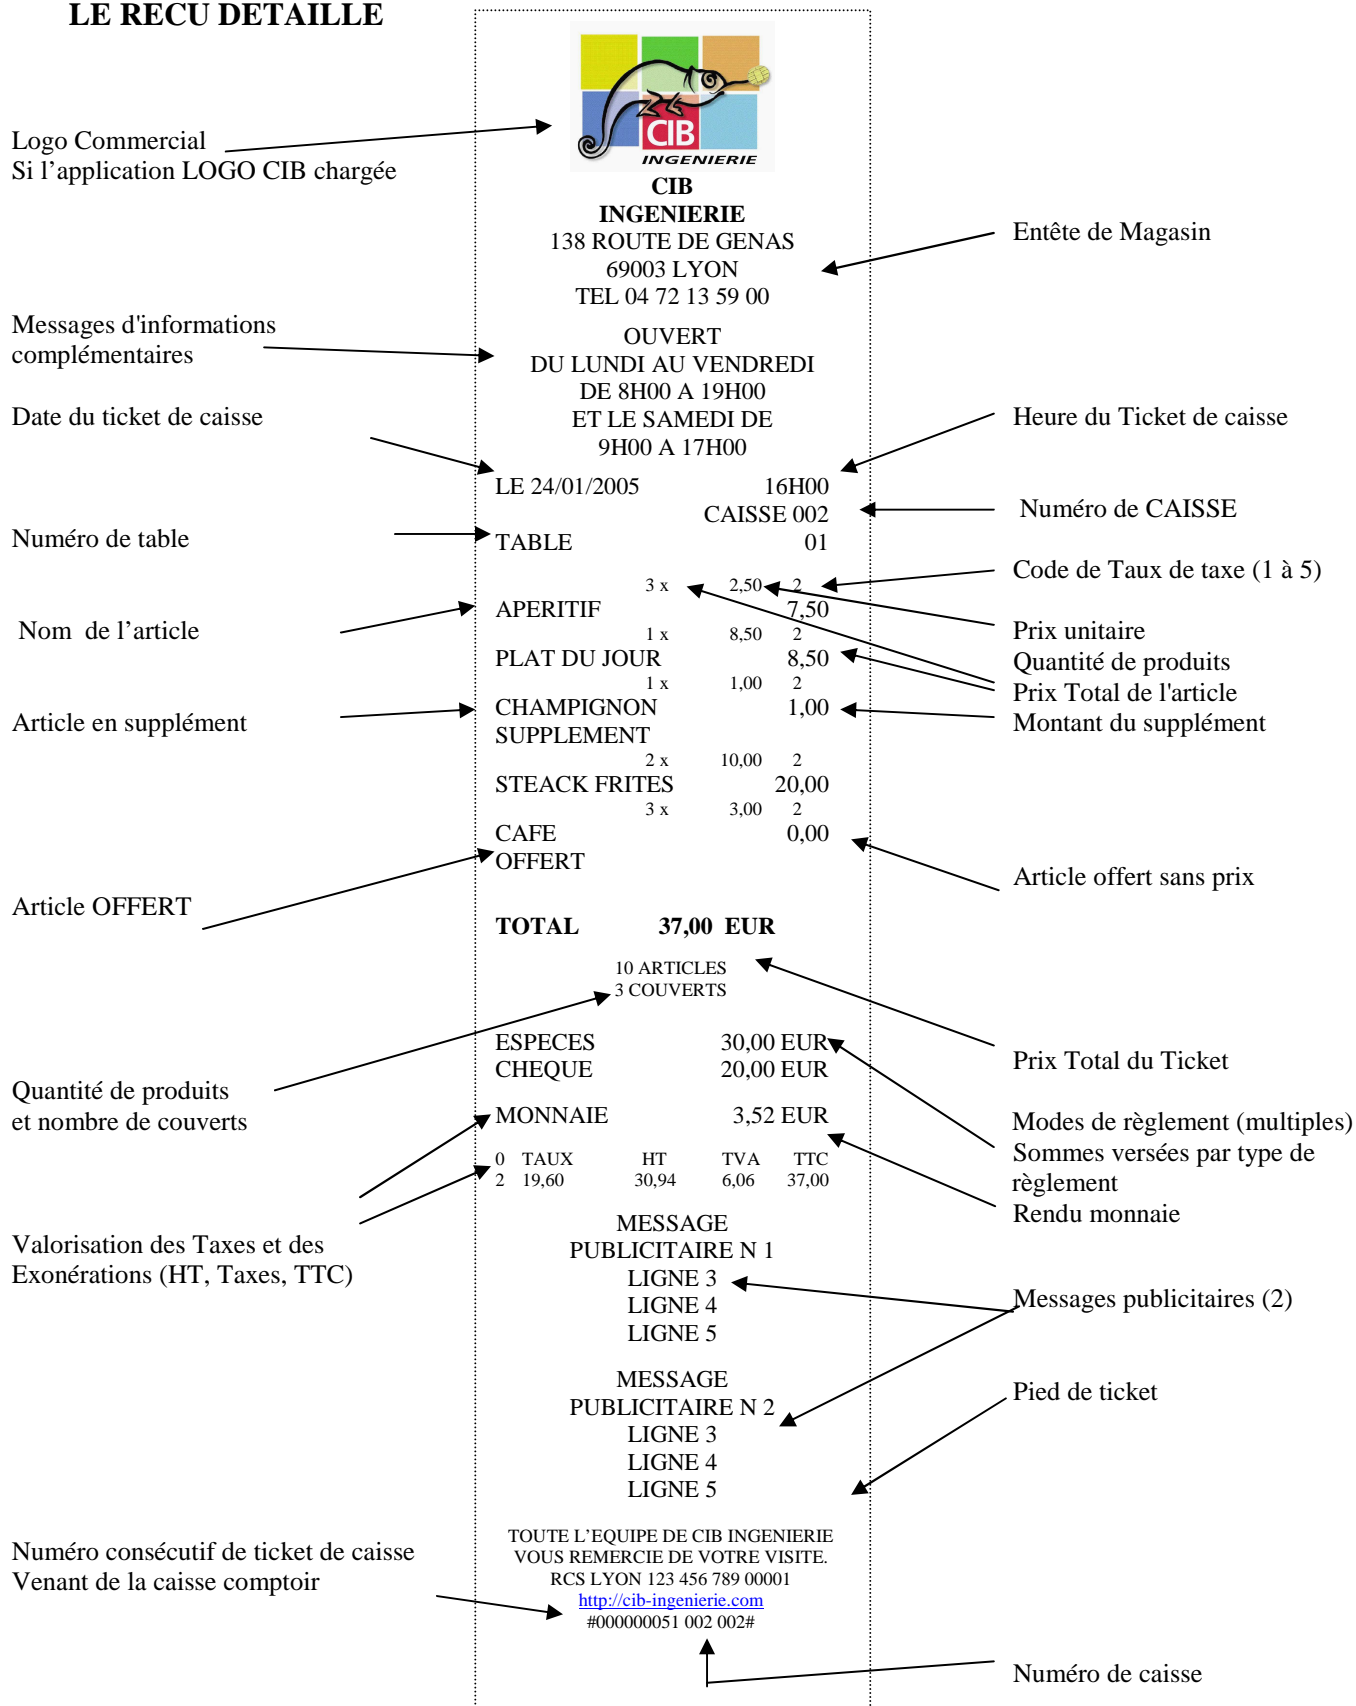 LE RECU DETAILLE
CIB
INGENIERIE
Logo Commercial
Si l’application LOGO CIB chargée
CIB
INGENIERIE
138 ROUTE DE GENAS
69003 LYON
TEL 04 72 13 59 00
Entête de Magasin
Messages d'informations
complémentaires
OUVERT
DU LUNDI AU VENDREDI
DE 8H00 A 19H00
ET LE SAMEDI DE
9H00 A 17H00
Date du ticket de caisse
Heure du Ticket de caisse
LE 24/01/2005 16H00
CAISSE 002
Numéro de CAISSE
Numéro de table
TABLE 01
Code de Taux de taxe (1 à 5)
3 x 2,50 2
APERITIF 7,50
Nom de l’article
1 x 8,50 2
Prix unitaire
PLAT DU JOUR 8,50
Quantité de produits
1 x 1,00 2
Prix Total de l'article
CHAMPIGNON 1,00
SUPPLEMENT
Article en supplément
Montant du supplément
2 x 10,00 2
STEACK FRITES 20,00
3 x 3,00 2
CAFE 0,00
OFFERT
Article offert sans prix
Article OFFERT
TOTAL 37,00 EUR
10 ARTICLES
3 COUVERTS
ESPECES 30,00 EUR
CHEQUE 20,00 EUR
Prix Total du Ticket
Quantité de produits
et nombre de couverts
MONNAIE 3,52 EUR
Modes de règlement (multiples)
Sommes versées par type de
règlement
Rendu monnaie
0 TAUX HT TVA TTC
2 19,60 30,94 6,06 37,00
Valorisation des Taxes et des
Exonérations (HT, Taxes, TTC)
MESSAGE
PUBLICITAIRE N 1
LIGNE 3
LIGNE 4
LIGNE 5
Messages publicitaires (2)
MESSAGE
PUBLICITAIRE N 2
LIGNE 3
LIGNE 4
LIGNE 5
Pied de ticket
TOUTE L’EQUIPE DE CIB INGENIERIE
VOUS REMERCIE DE VOTRE VISITE.
RCS LYON 123 456 789 00001
http://cib-ingenierie.com
#000000051 002 002#
Numéro consécutif de ticket de caisse
Venant de la caisse comptoir
Numéro de caisse